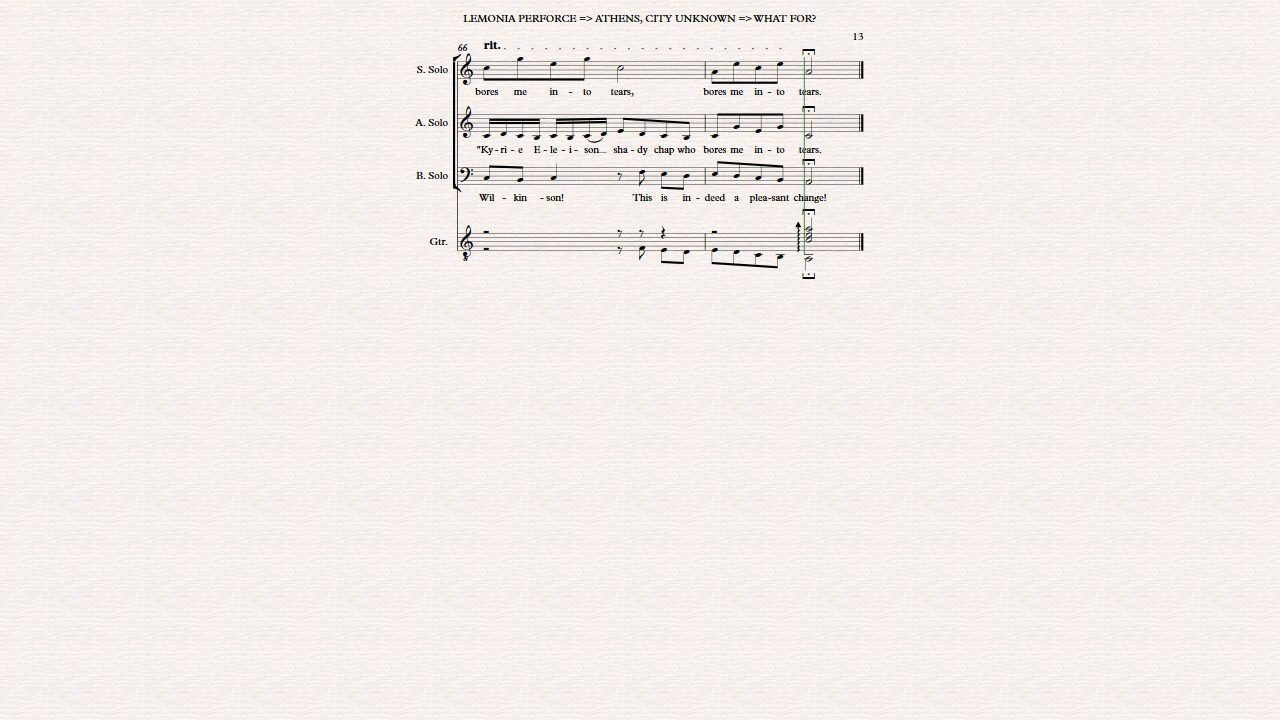 LEMONIA PERFORCE => ATHENS, CITY UNKNOWN => WHAT FOR?
13
66
rit.
S. Solo
bores me in - to tears, bores me in - to tears.
A. Solo
"Ky - ri - e E - le - i - son... sha - dy chap who bores me in - to tears.
B. Solo
Wil - kin - son! This is in - deed a plea - sant change!
Gtr.
8